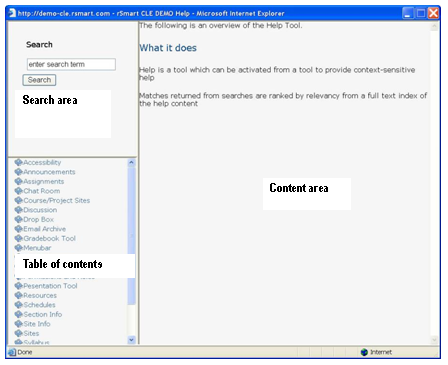 http://demo-cle.rsmart.com - rSmart CLE DEMO Help - Microsoft Internet Explorer
Search
enter search term
Search
Search area
Accessibility
Announcements
Assignments
Chat Room
Course/Project Sites
Discussion
Drop Box
Email Archive
Gradebook Tool
Menubar
Table of contents
Pesentation Tool
Resources
Schedules
Section Info
Site Info
Sites
Syllabus
The following is an overview of the Help Tool.
What it does
Help is a tool which can be activated from a tool to provide context-sensitive
help
Matches returned from searches are ranked by relevancy from a full text index of
the help content
Content area
Done
Internet